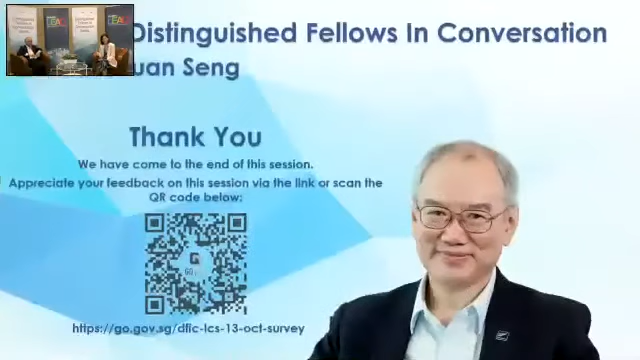 Distinguished Fellows In Conversation
uan Seng
Thank You
We have come to the end of this session.
Appreciate your feedback on this session via the link or scan the
QR code below:
https://go.gov.sg/dfic-lcs-13-oct-survey